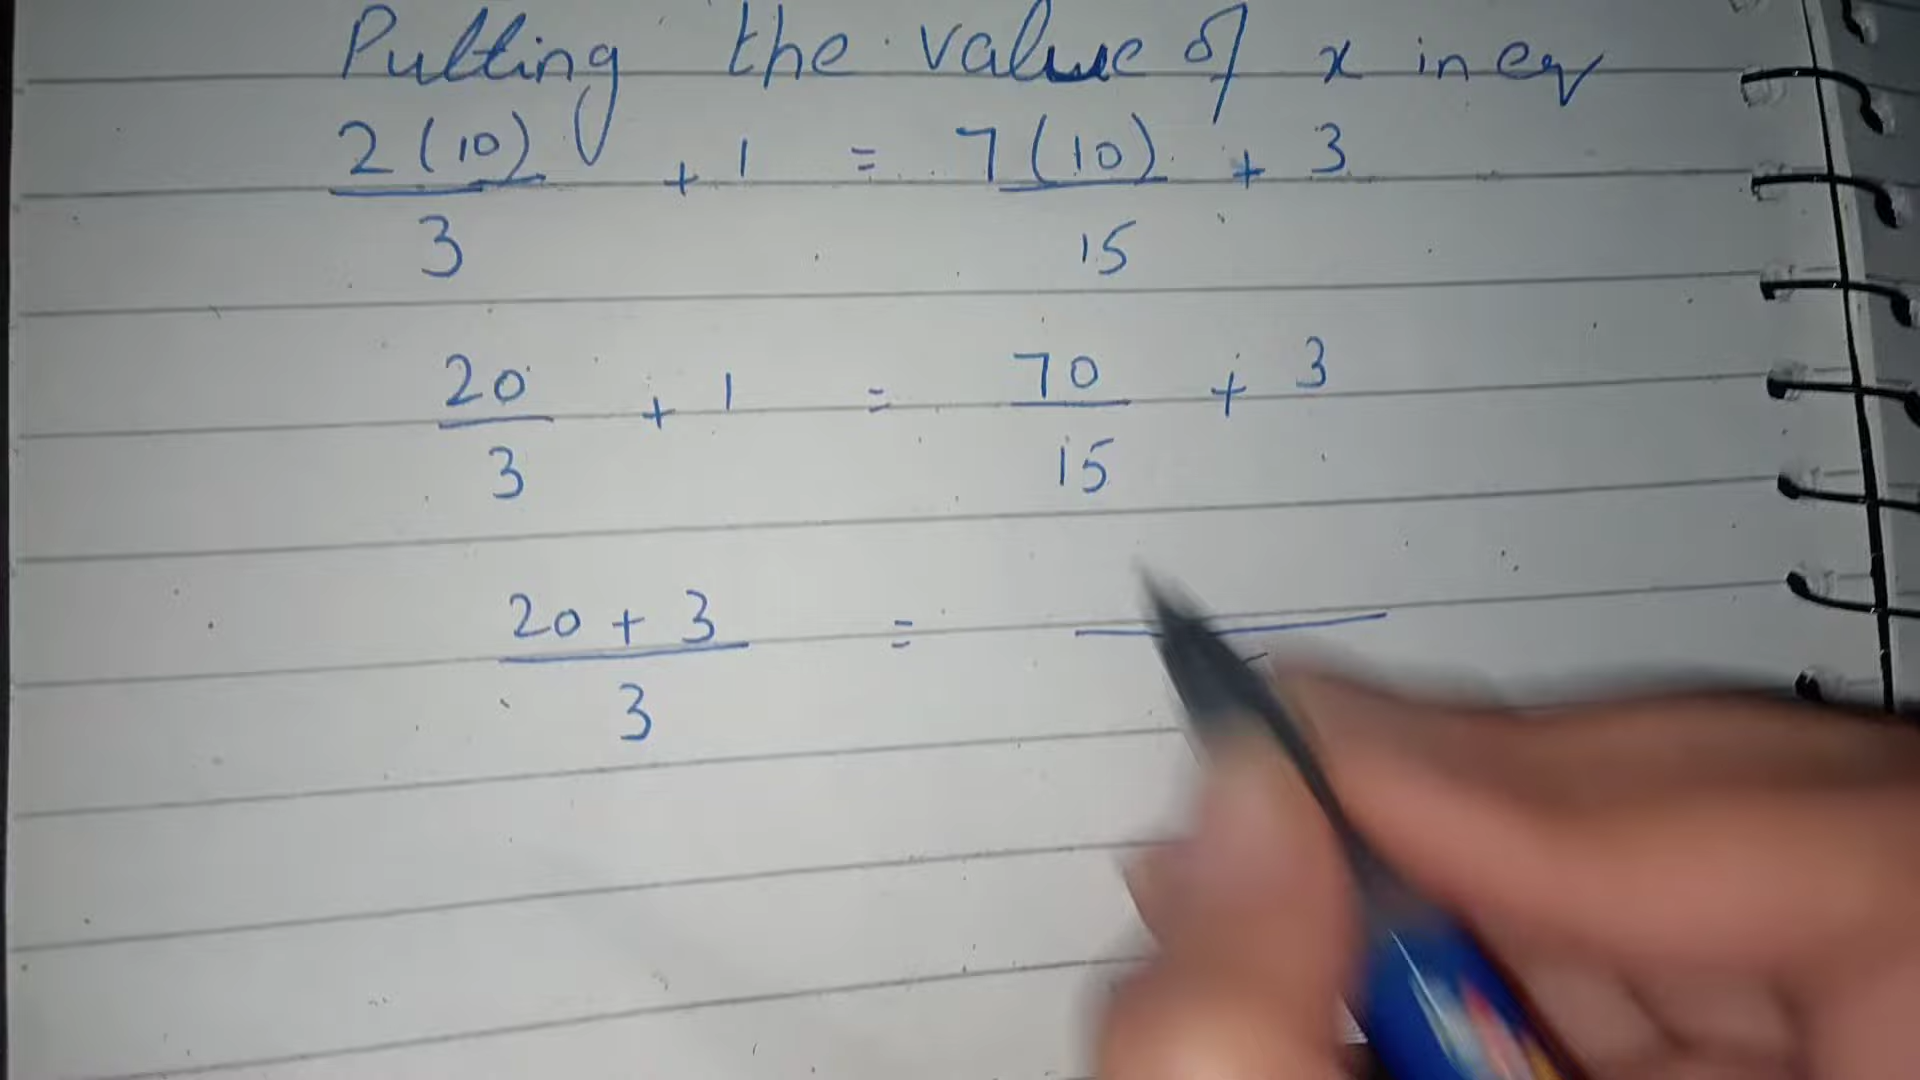 Putting the value of x in eq
2(10)/3 + 1 = 7(10)/15 + 3
20/3 + 1 = 70/15 + 3
20 + 3/3 =